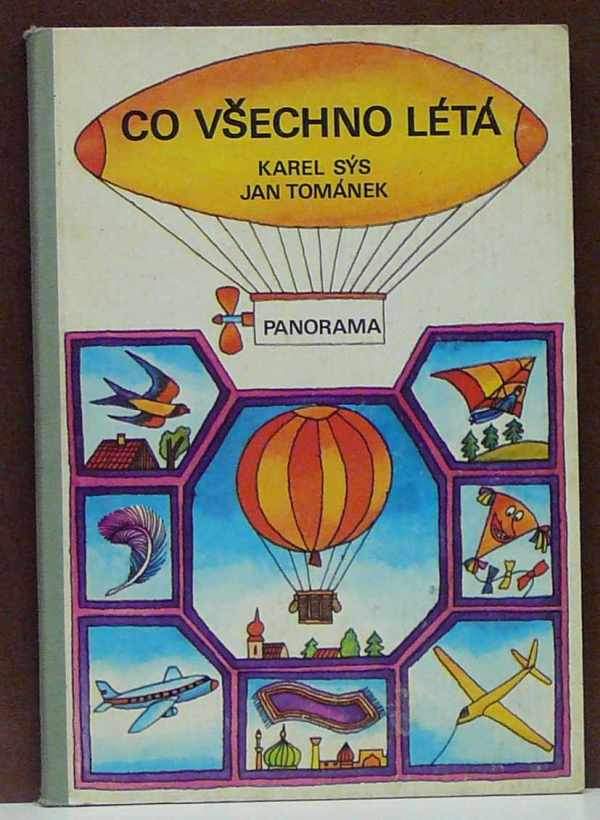 CO VŠECHNO LÉTÁ
KAREL SÝS
JAN TOMÁNEK
PANORAMA